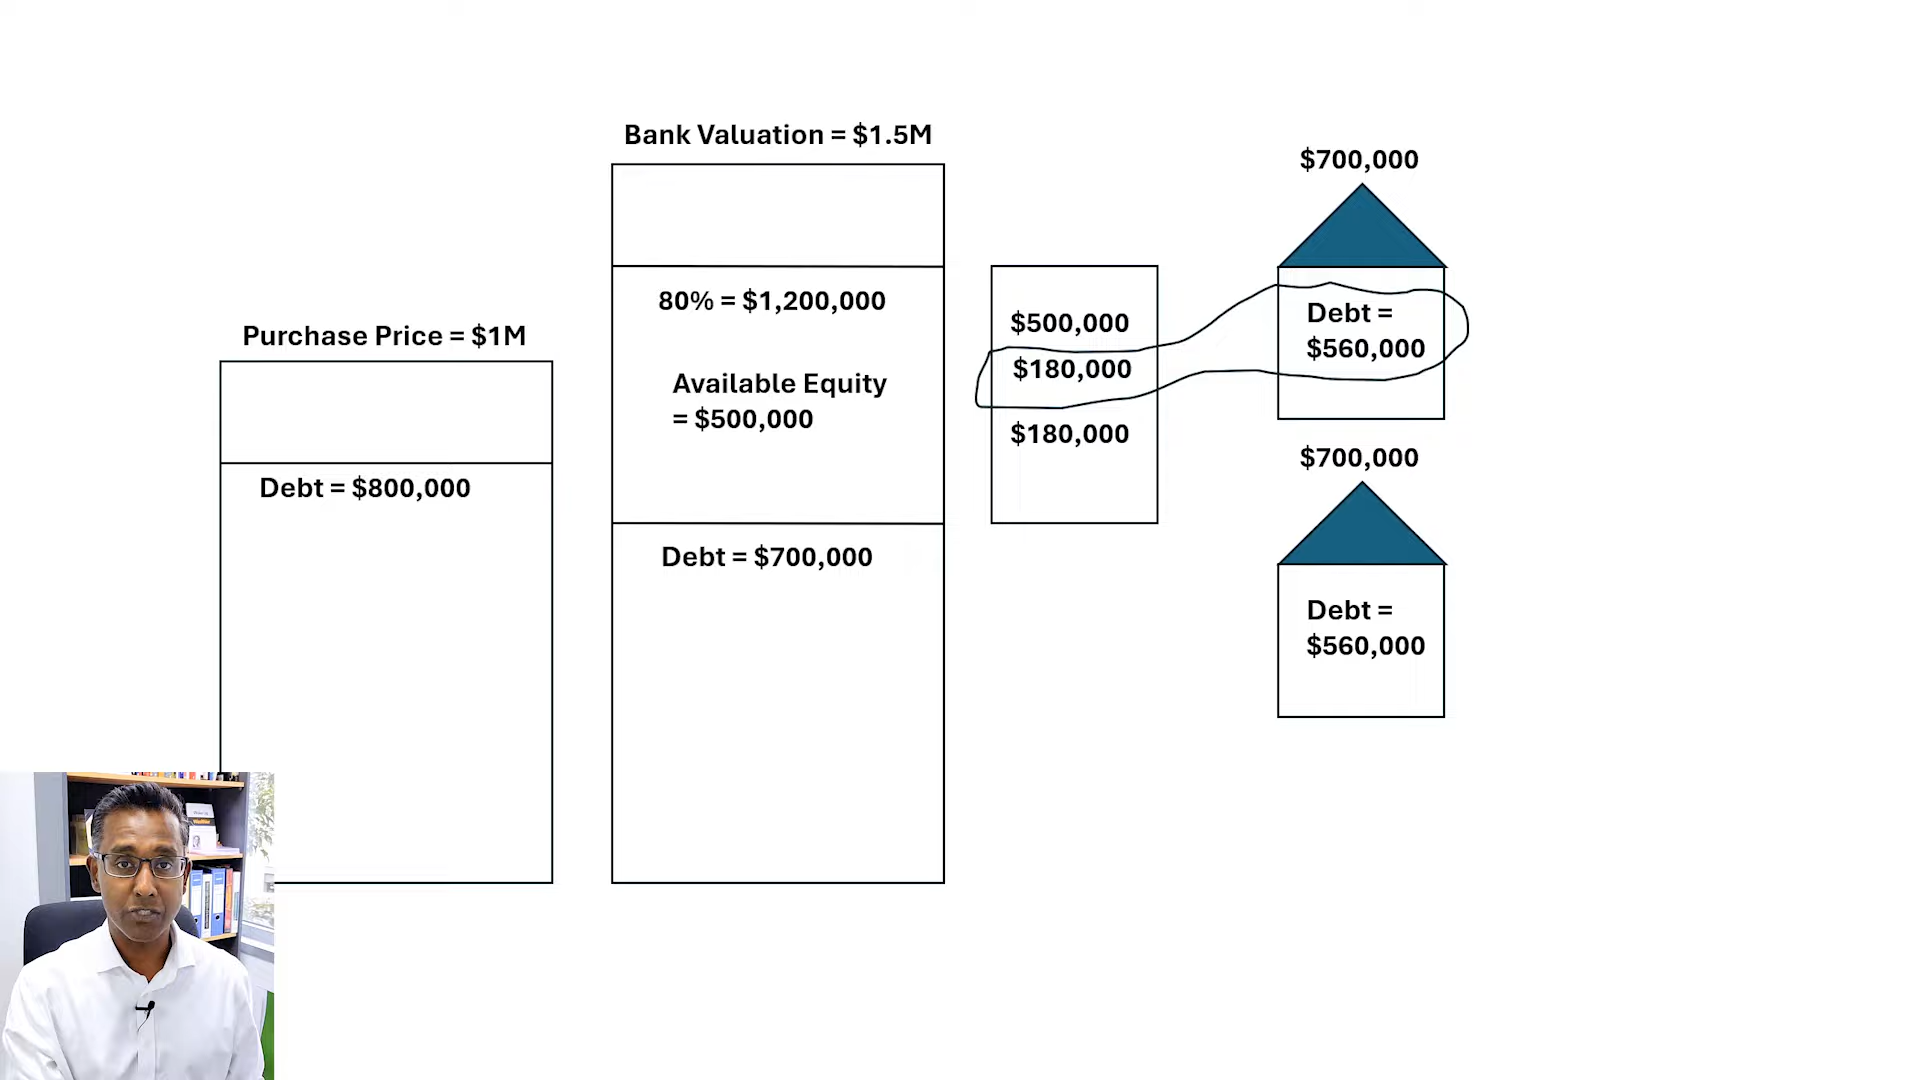 Bank Valuation = $1.5M
80% = $1,200,000
Available Equity
= $500,000
Debt = $700,000
Purchase Price = $1M
Debt = $800,000
$500,000
$180,000
$180,000
$700,000
Debt =
$560,000
$700,000
Debt =
$560,000